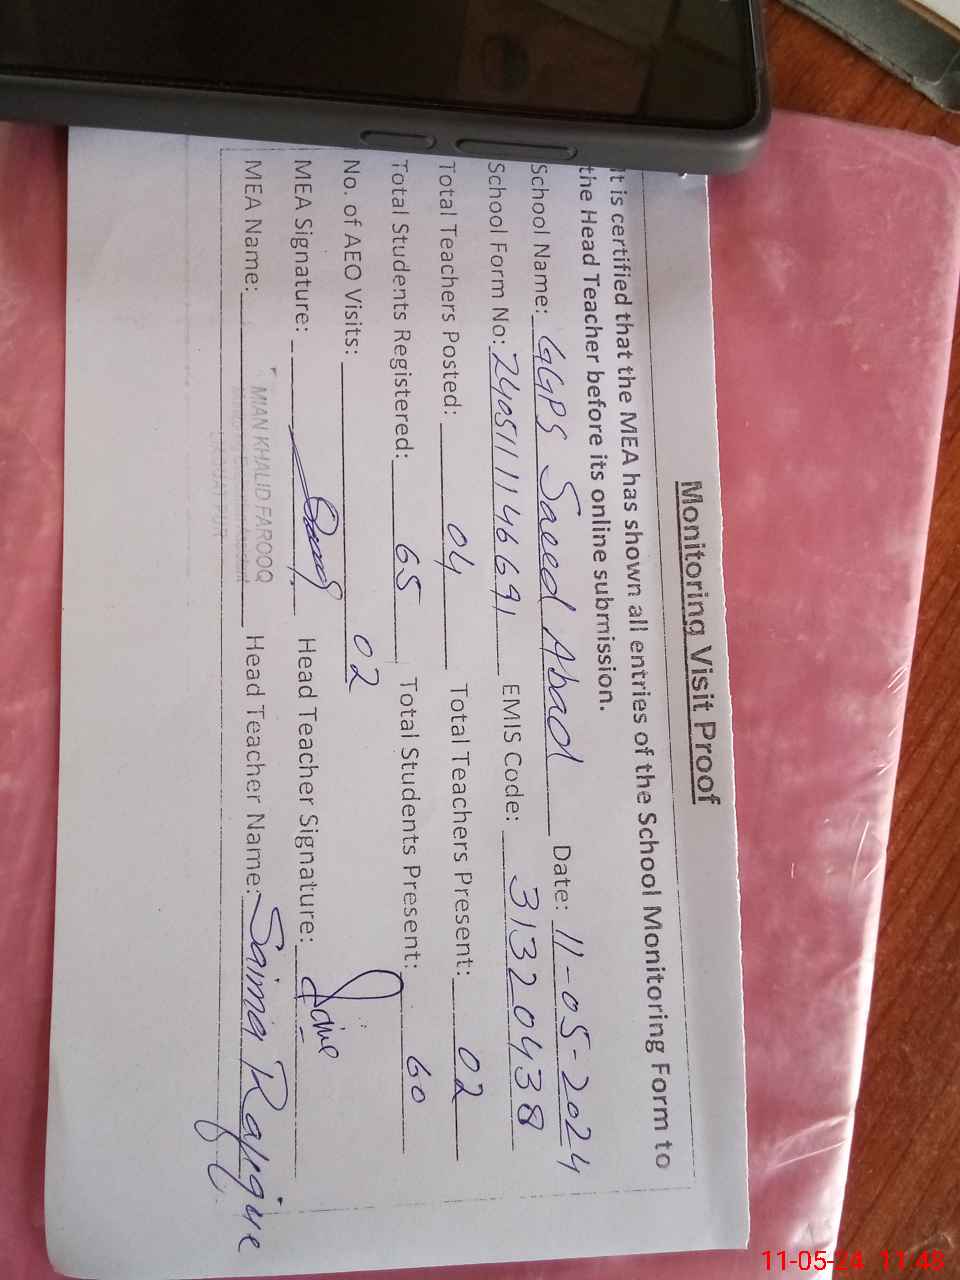 Monitoring Visit Proof
It is certified that the MEA has shown all entries of the School Monitoring Form to
the Head Teacher before its online submission.
School Name: GGPS Saeed Abad Date: 11-05-2024
School Form No: 24051114691 EMIS Code: 31320438
Total Teachers Posted: 04 Total Teachers Present: 02
Total Students Registered: 65 Total Students Present: 60
No. of AEO Visits: 02
MEA Signature: Head Teacher Signature:
MEA Name: MIAN KHALID FAROOQ Head Teacher Name: Saima Rafique
11-05-24 11:48